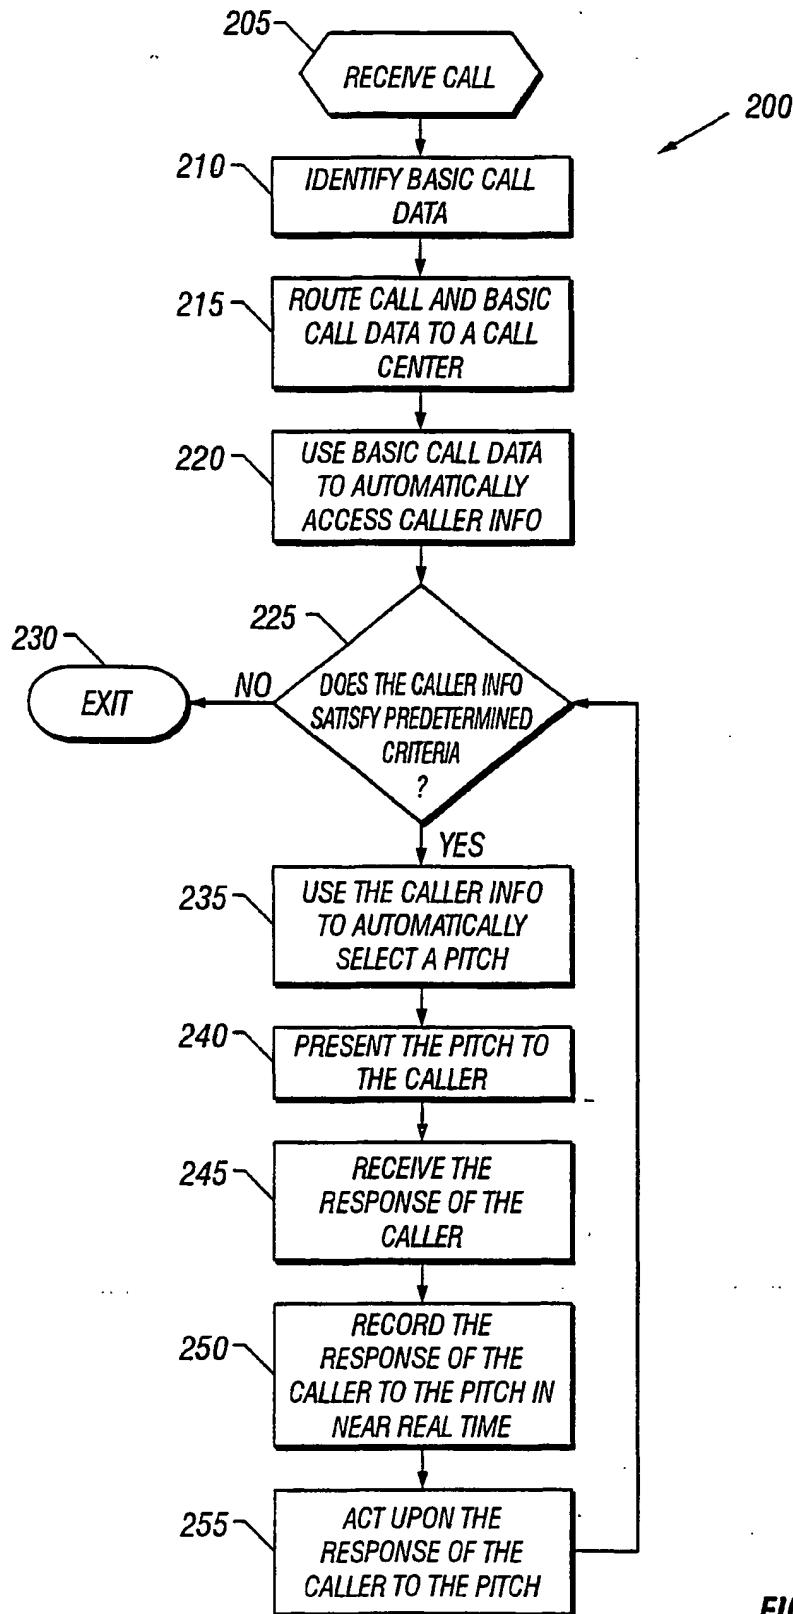 205
RECEIVE CALL
200
210
IDENTIFY BASIC CALL
DATA
215
ROUTE CALL AND BASIC
CALL DATA TO A CALL
CENTER
220
USE BASIC CALL DATA
TO AUTOMATICALLY
ACCESS CALLER INFO
225
230
EXIT
NO
DOES THE CALLER INFO
SATISFY PREDETERMINED
CRITERIA
?
YES
235
USE THE CALLER INFO
TO AUTOMATICALLY
SELECT A PITCH
240
PRESENT THE PITCH TO
THE CALLER
245
RECEIVE THE
RESPONSE OF THE
CALLER
250
RECORD THE
RESPONSE OF THE
CALLER TO THE PITCH IN
NEAR REAL TIME
255
ACT UPON THE
RESPONSE OF THE
CALLER TO THE PITCH